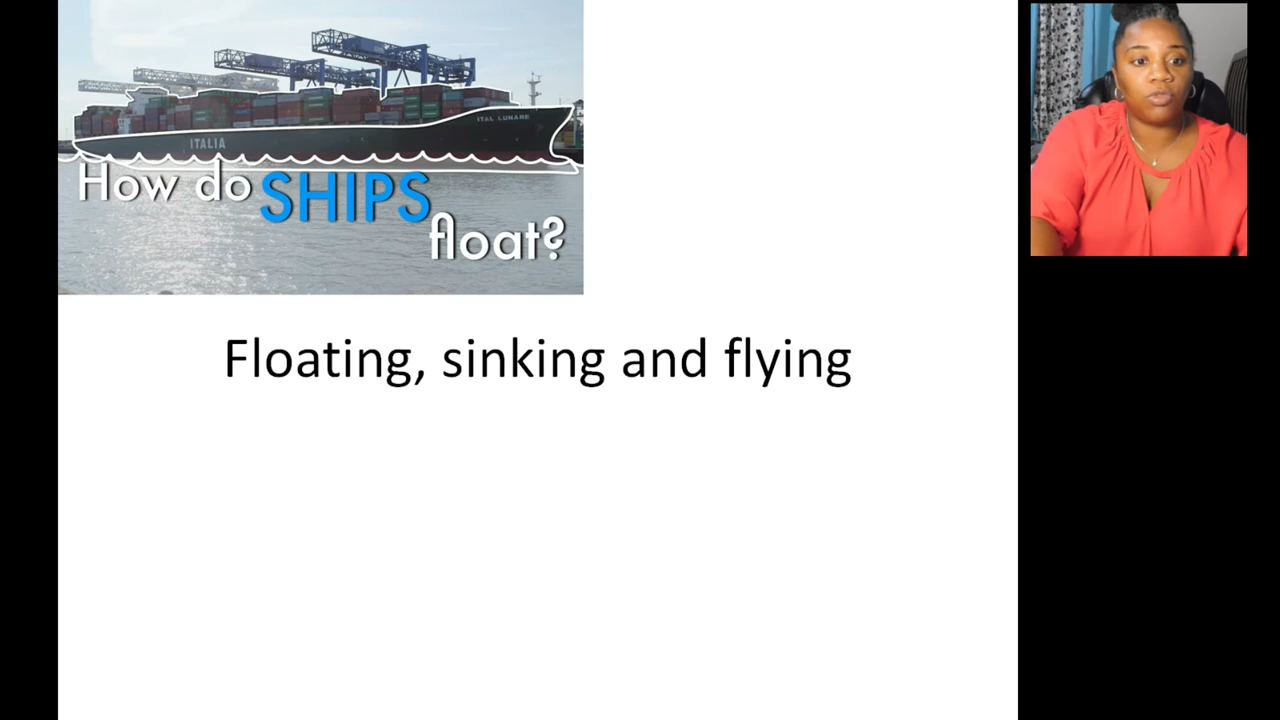 ITAL LUNARE
ITALIA
How do SHIPS
float?
Floating, sinking and flying